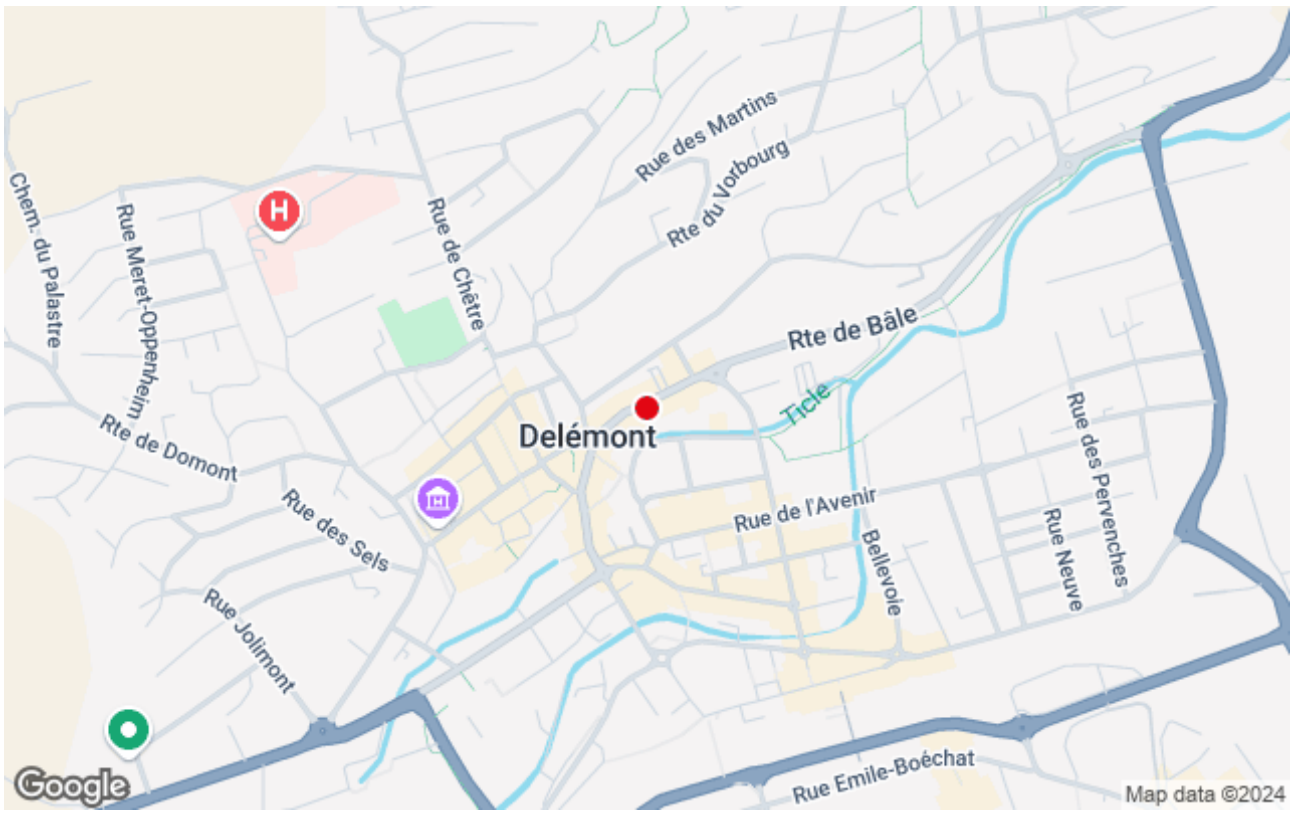 Rue des Martins
Rte du Vorbourg
Chem. du Palastre
Rue Meret-Oppenheim
Rue de Chêtre
H
Rte de Bâle
Ticle
Delémont
Rte de Domont
Rue des Sels
Rue Jolimont
Rue de l'Avenir
Bellevoie
Rue Neuve
Rue des Pervenches
Rue Emile-Boéchat
Google
Map data ©2024